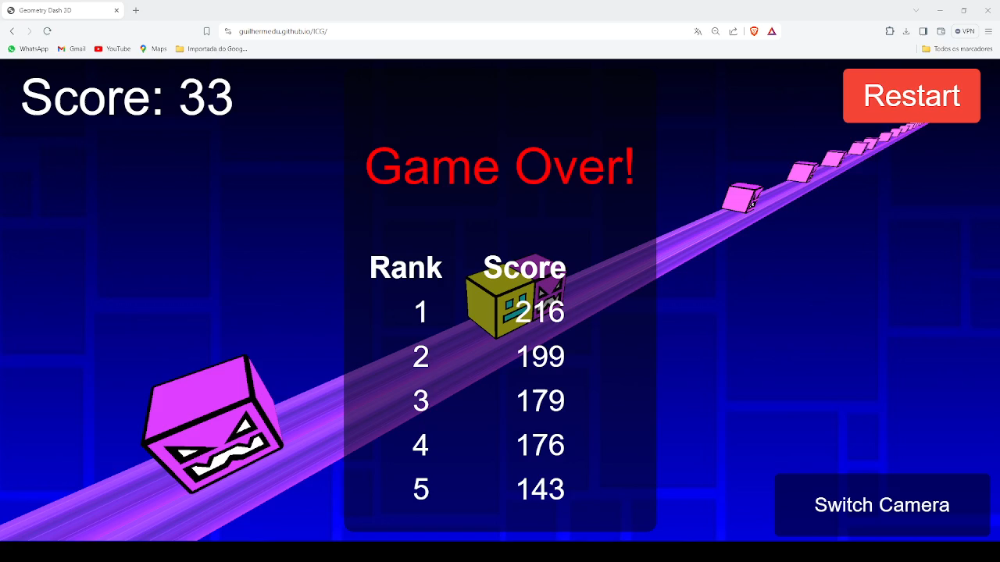 Geometry Dash 3D
guilhermedu.github.io/ICG/
VPN
WhatsApp
Gmail
YouTube
Maps
Importada do Goog...
Todos os marcadores
Score: 33
Restart
Game Over!
Rank Score
1 216
2 199
3 179
4 176
5 143
Switch Camera